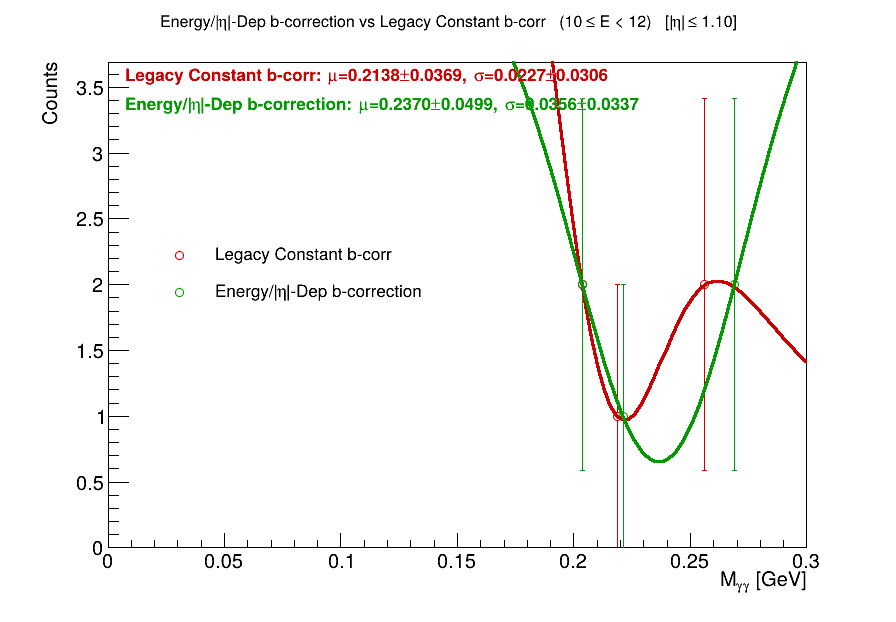 Energy/|η|-Dep b-correction vs Legacy Constant b-corr (10 ≤ E < 12) [|η| ≤ 1.10]
Counts
Legacy Constant b-corr: μ=0.2138±0.0369, σ=0.0227±0.0306
Energy/|η|-Dep b-correction: μ=0.2370±0.0499, σ=0.0356±0.0337
3.5
3
2.5
Legacy Constant b-corr
Energy/|η|-Dep b-correction
2
1.5
1
0.5
0
0 0.05 0.1 0.15 0.2 0.25 0.3
Mγγ [GeV]